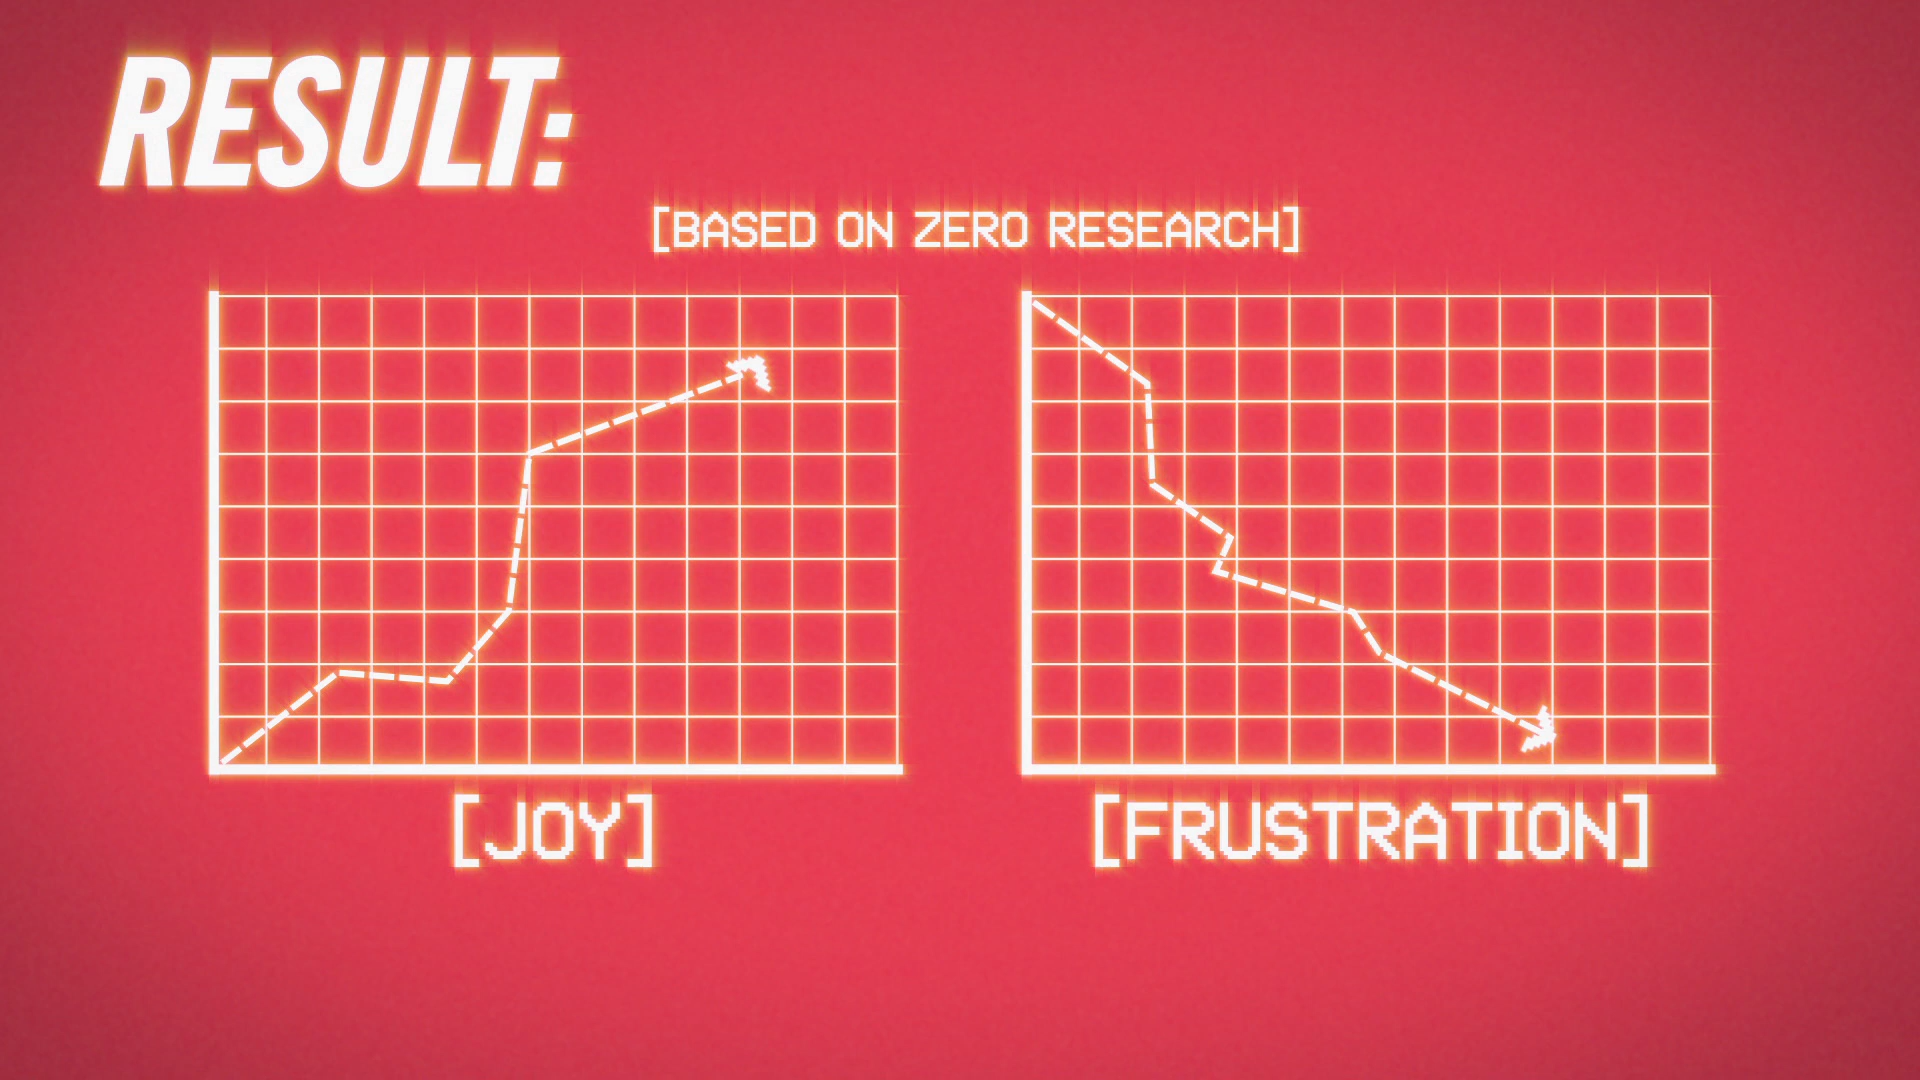 RESULT:
[BASED ON ZERO RESEARCH]
[JOY]
[FRUSTRATION]